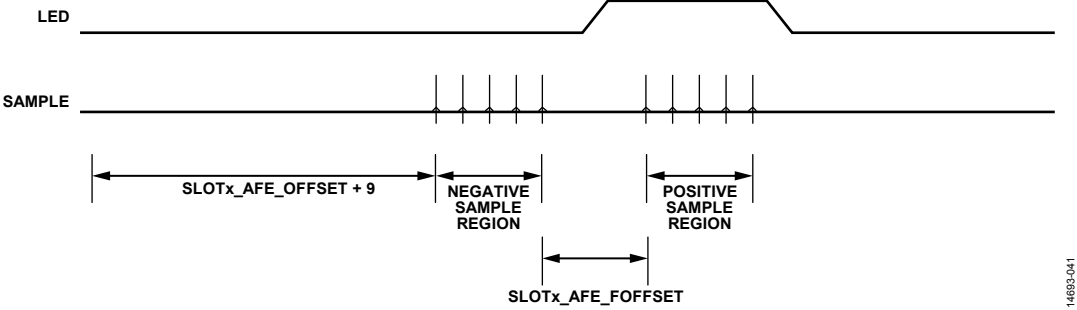 LED
SAMPLE
SLOTx_AFE_OFFSET + 9
NEGATIVE
SAMPLE
REGION
POSITIVE
SAMPLE
REGION
SLOTx_AFE_FOFFSET
14693-041